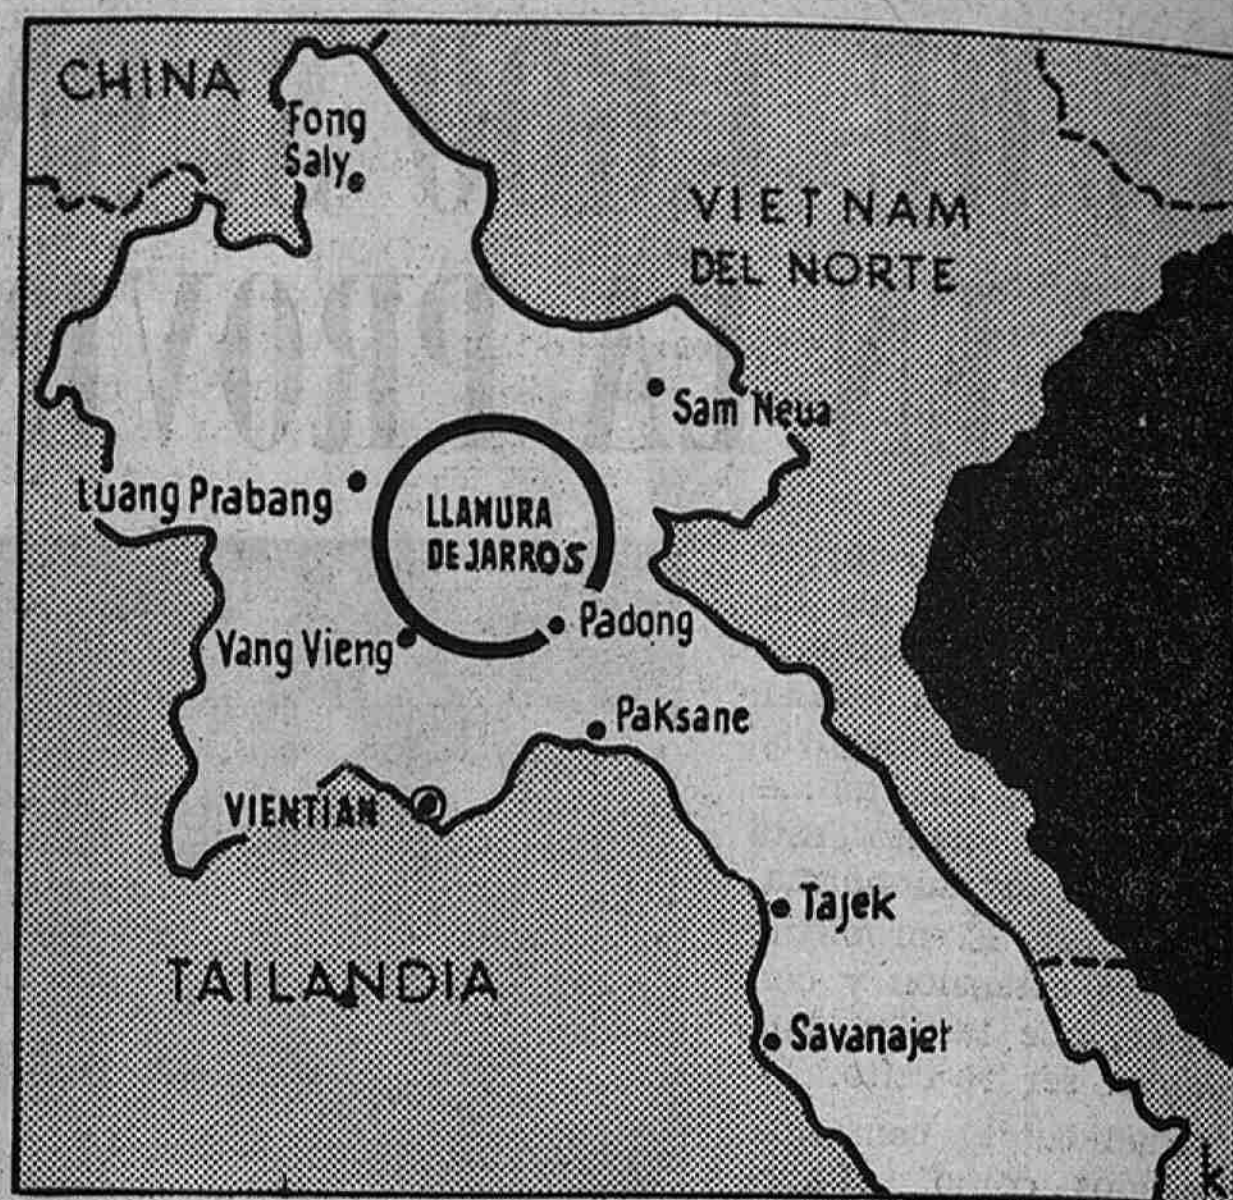 CHINA
Fong
Saly
VIETNAM
DEL NORTE
Sam Neua
Luang Prabang
LLANURA
DE JARROS
Padong
Vang Vieng
Paksane
VIENTIAN
Tajek
TAILANDIA
Savanajet